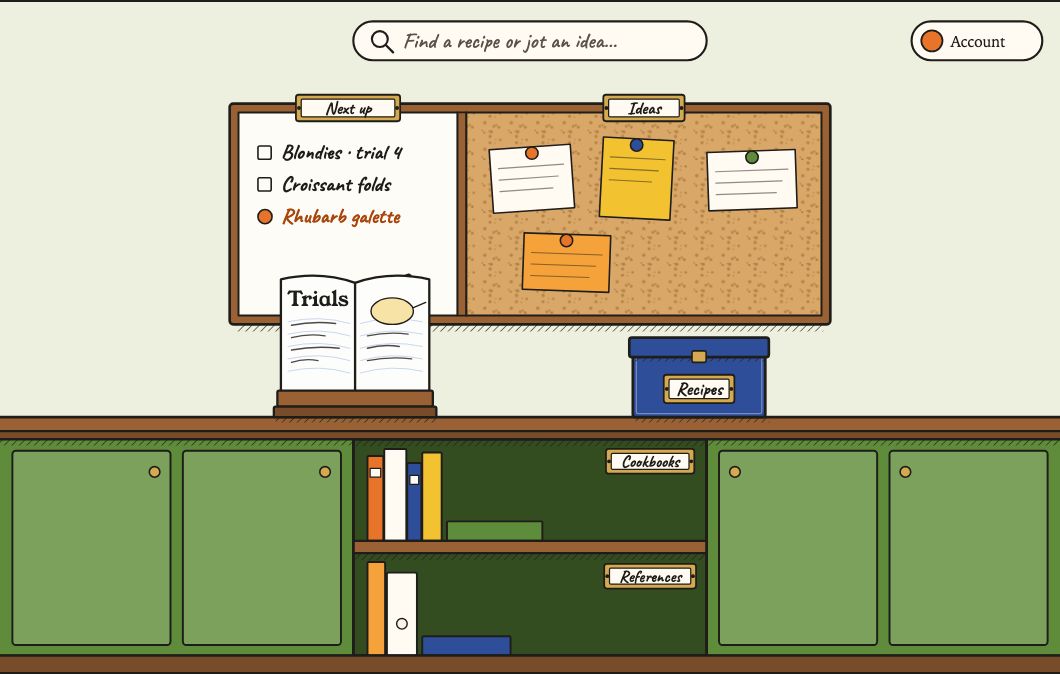 Find a recipe or jot an idea...
Account
Next up
Ideas
Blondies · trial 4
Croissant folds
Rhubarb galette
Trials
Recipes
Cookbooks
References